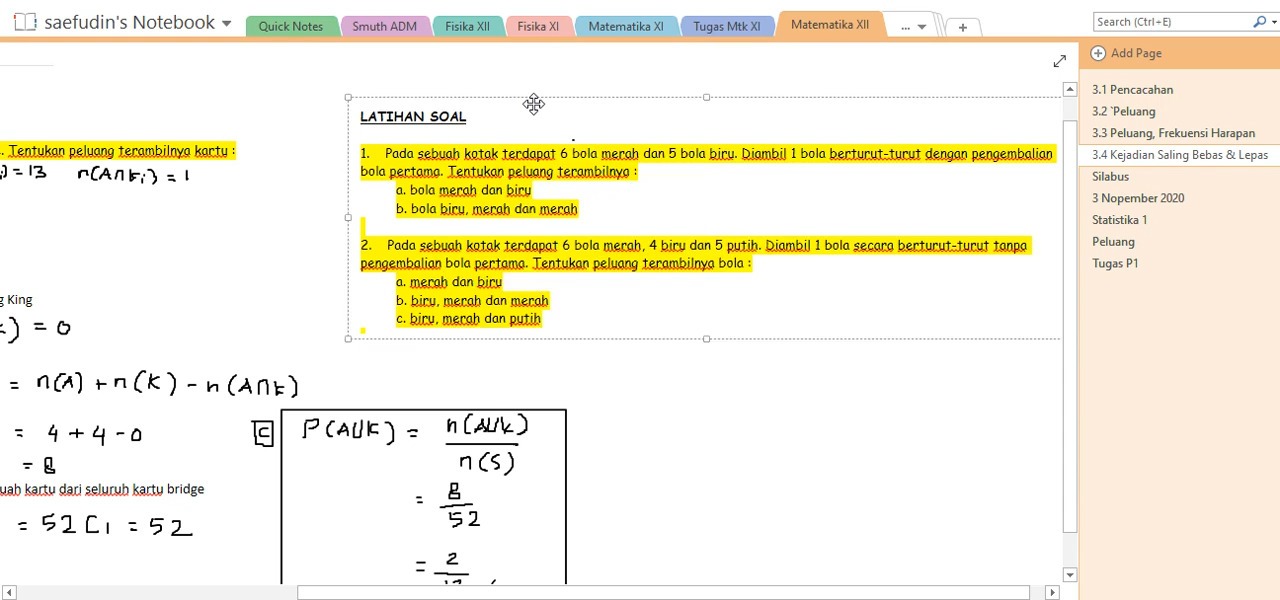 saefudin's Notebook
Quick Notes
Smuth ADM
Fisika XII
Fisika XI
Matematika XI
Tugas Mtk XI
Matematika XII
...
Search (Ctrl+E)
Add Page
3.1 Pencacahan
3.2 `Peluang
3.3 Peluang, Frekuensi Harapan
3.4 Kejadian Saling Bebas & Lepas
Silabus
3 Nopember 2020
Statistika 1
Peluang
Tugas P1
. Tentukan peluang terambilnya kartu :
) = 13 n(A∩Ki) = 1
g King
) = 0
= n(A) + n(K) - n(A∩K)
= 4 + 4 - 0
= 8
uah kartu dari seluruh kartu bridge
= 52 C1 = 52
LATIHAN SOAL
1. Pada sebuah kotak terdapat 6 bola merah dan 5 bola biru. Diambil 1 bola berturut-turut dengan pengembalian
bola pertama. Tentukan peluang terambilnya :
a. bola merah dan biru
b. bola biru, merah dan merah
2. Pada sebuah kotak terdapat 6 bola merah, 4 biru dan 5 putih. Diambil 1 bola secara berturut-turut tanpa
pengembalian bola pertama. Tentukan peluang terambilnya bola :
a. merah dan biru
b. biru, merah dan merah
c. biru, merah dan putih
C
P(A∪K) = n(A∪K)
n(S)
= 8
52
= 2